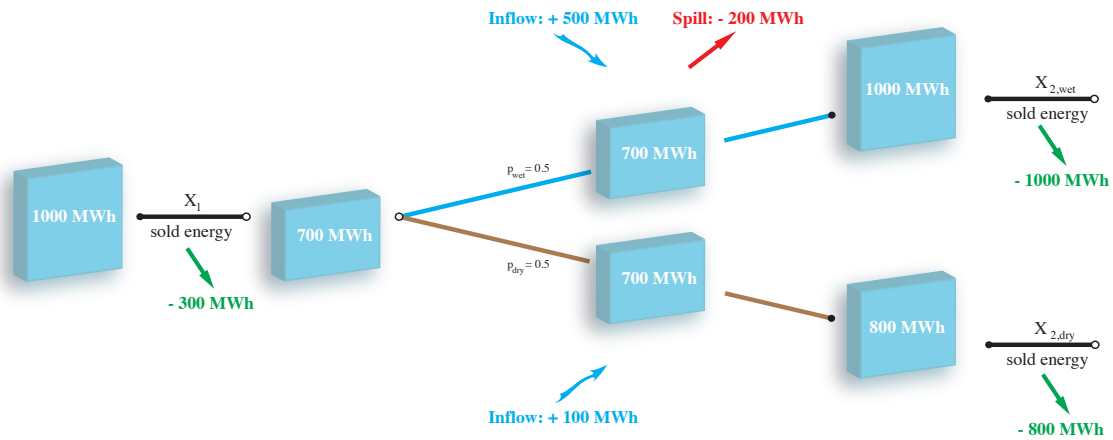 Inflow: + 500 MWh
Spill: - 200 MWh
1000 MWh
X2,wet
sold energy
- 1000 MWh
700 MWh
pwet= 0.5
1000 MWh
X1
sold energy
- 300 MWh
700 MWh
pdry= 0.5
700 MWh
800 MWh
X2,dry
sold energy
- 800 MWh
Inflow: + 100 MWh